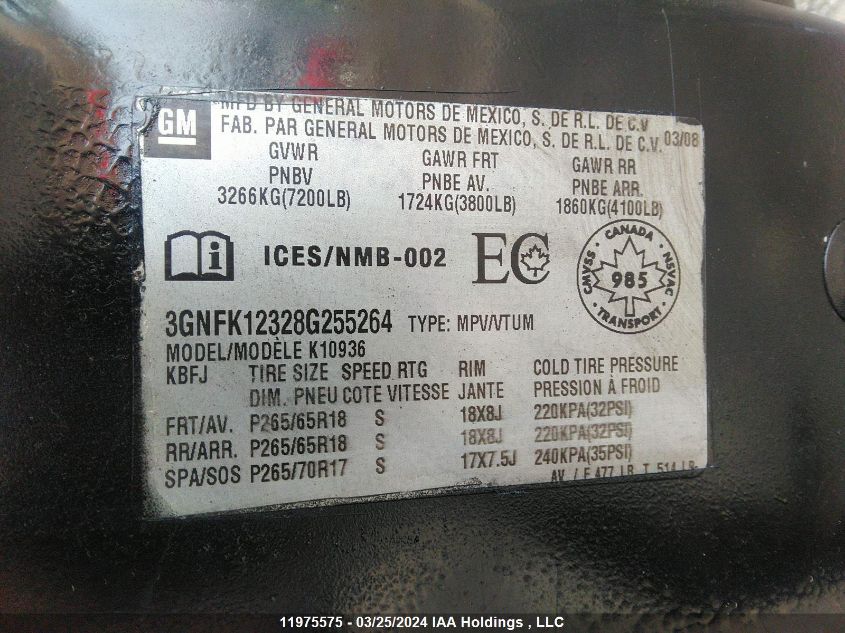 GM
MFD BY GENERAL MOTORS DE MEXICO, S. DE R.L. DE C.V
FAB. PAR GENERAL MOTORS DE MEXICO, S. DE R.L. DE C.V. 03/08
GVWR GAWR FRT GAWR RR
PNBV PNBE AV. PNBE ARR.
3266KG(7200LB) 1724KG(3800LB) 1860KG(4100LB)
i ICES/NMB-002 EC
CANADA
CMVSS 985 NSVAC
TRANSPORT
3GNFK12328G255264 TYPE: MPV/VTUM
MODEL/MODÈLE K10936
KBFJ TIRE SIZE SPEED RTG RIM COLD TIRE PRESSURE
DIM. PNEU COTE VITESSE JANTE PRESSION À FROID
FRT/AV. P265/65R18 S 18X8J 220KPA(32PSI)
RR/ARR. P265/65R18 S 18X8J 220KPA(32PSI)
SPA/SOS P265/70R17 S 17X7.5J 240KPA(35PSI)
AV / F 477 LB T 514 LB
11975575 - 03/25/2024 IAA Holdings , LLC